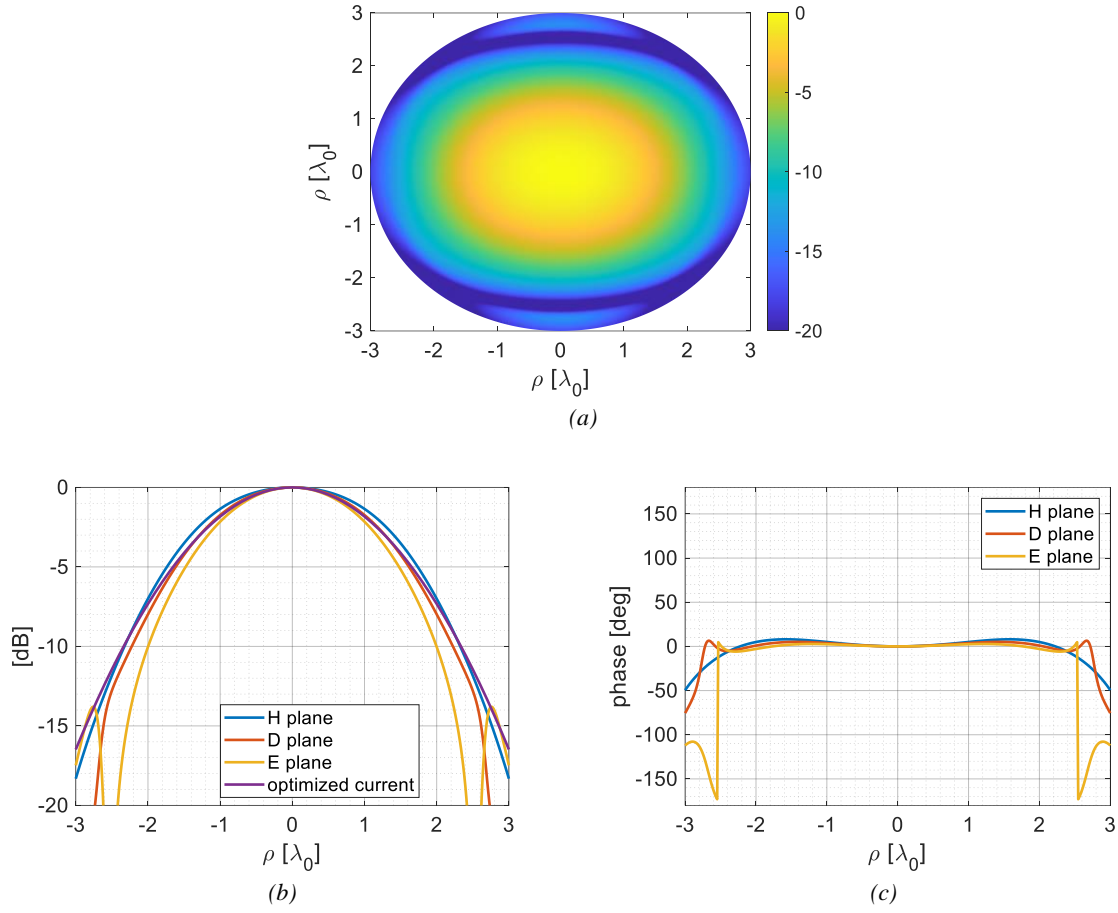 3
2
1
0
-1
-2
-3
ρ [λ0]
-3 -2 -1 0 1 2 3
ρ [λ0]
0
-5
-10
-15
-20
(a)
0
-5
-10
-15
-20
[dB]
H plane
D plane
E plane
optimized current
-3 -2 -1 0 1 2 3
ρ [λ0]
(b)
150
100
50
0
-50
-100
-150
phase [deg]
H plane
D plane
E plane
-3 -2 -1 0 1 2 3
ρ [λ0]
(c)